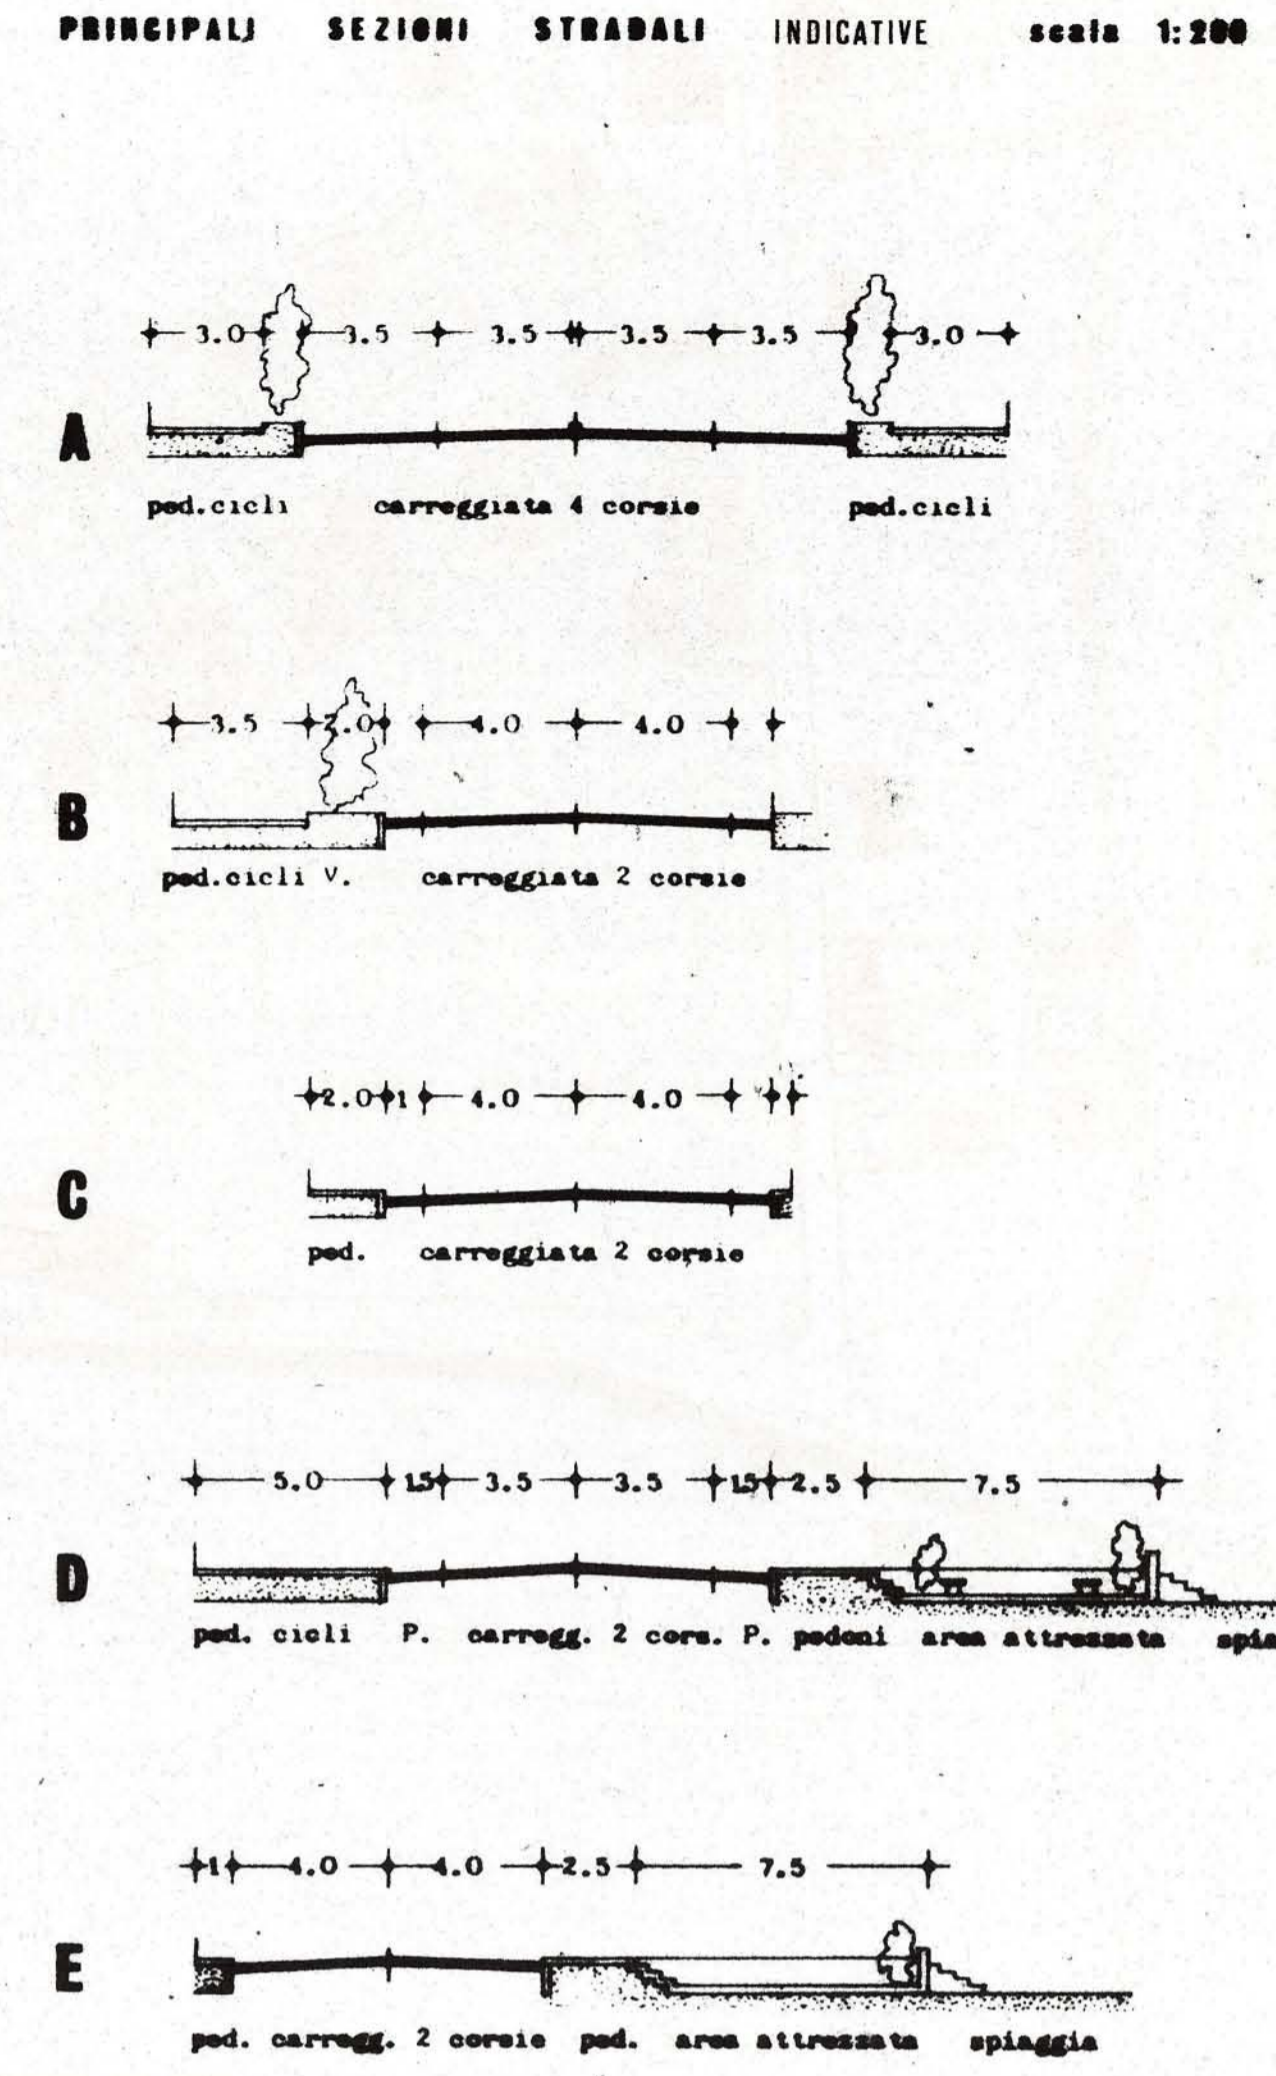 PRINCIPALI SEZIONI STRADALI INDICATIVE scala 1:200
3.0 3.5 3.5 3.5 3.5 3.0
A
ped.cicli carreggiata 4 corsie ped.cicli
3.5 2.0 4.0 4.0
B
ped.cicli V. carreggiata 2 corsie
2.0 1 4.0 4.0
C
ped. carreggiata 2 corsie
5.0 1.5 3.5 3.5 1.5 2.5 7.5
D
ped. cicli P. carregg. 2 cors. P. pedoni area attrezzata spia
1 4.0 4.0 2.5 7.5
E
ped. carregg. 2 corsie ped. area attrezzata spiaggia